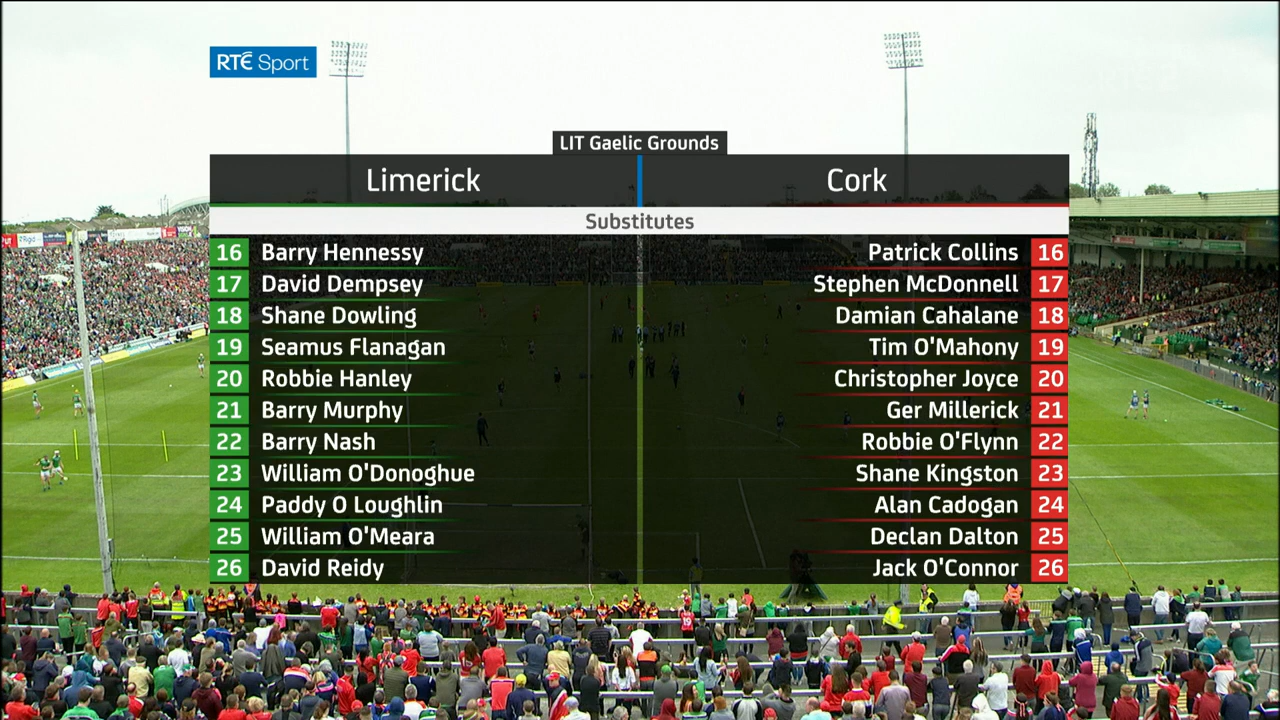 RTÉ Sport
LIT Gaelic Grounds
Limerick Cork
Substitutes
16 Barry Hennessy Patrick Collins 16
17 David Dempsey Stephen McDonnell 17
18 Shane Dowling Damian Cahalane 18
19 Seamus Flanagan Tim O'Mahony 19
20 Robbie Hanley Christopher Joyce 20
21 Barry Murphy Ger Millerick 21
22 Barry Nash Robbie O'Flynn 22
23 William O'Donoghue Shane Kingston 23
24 Paddy O Loughlin Alan Cadogan 24
25 William O'Meara Declan Dalton 25
26 David Reidy Jack O'Connor 26